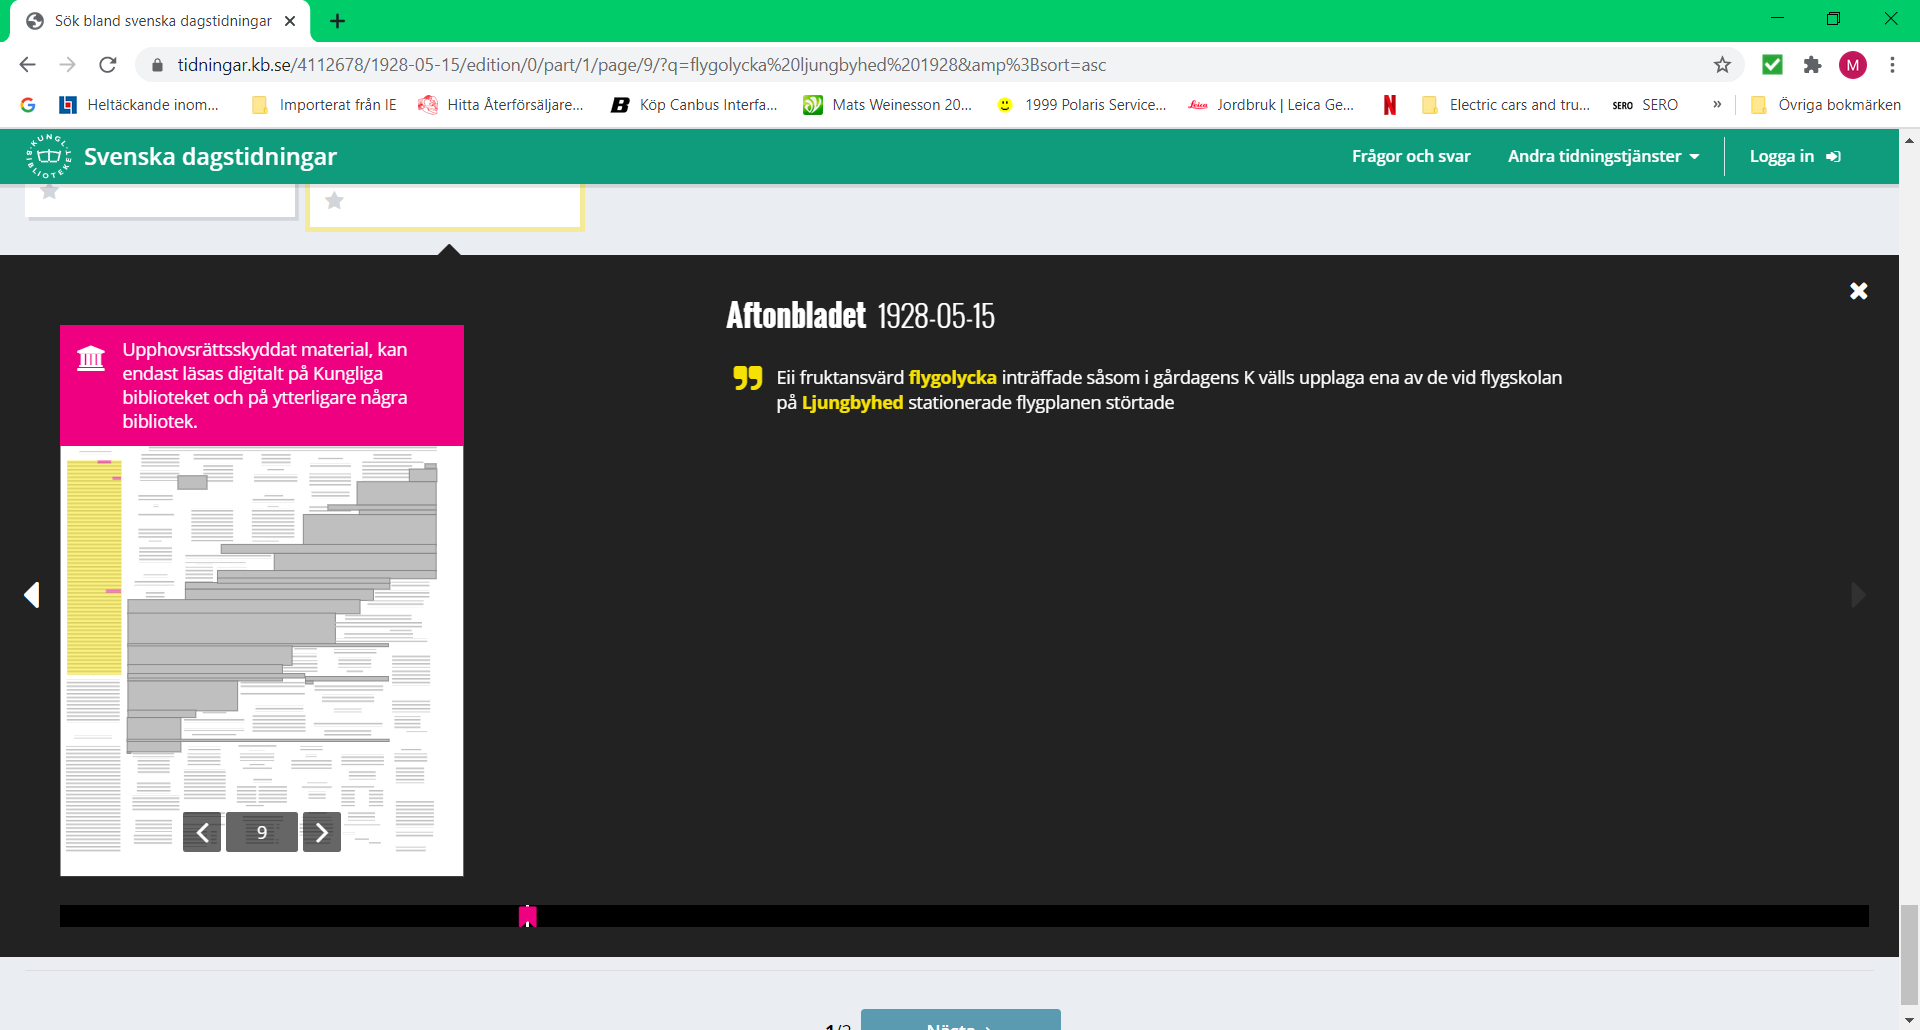 Sök bland svenska dagstidningar
tidningar.kb.se/4112678/1928-05-15/edition/0/part/1/page/9/?q=flygolycka%20ljungbyhed%201928&amp%3Bsort=asc
M
Heltäckande inom...
Importerat från IE
Hitta Återförsäljare...
Köp Canbus Interfa...
Mats Weinesson 20...
1999 Polaris Service...
Jordbruk | Leica Ge...
Electric cars and tru...
SERO
SERO
»
Övriga bokmärken
KUNGL. BIBLIOTEKET
Svenska dagstidningar
Frågor och svar
Andra tidningstjänster
Logga in
Aftonbladet 1928-05-15
Upphovsrättsskyddat material, kan
endast läsas digitalt på Kungliga
biblioteket och på ytterligare några
bibliotek.
Eii fruktansvärd flygolycka inträffade såsom i gårdagens K välls upplaga ena av de vid flygskolan
på Ljungbyhed stationerade flygplanen störtade
9
Nästa